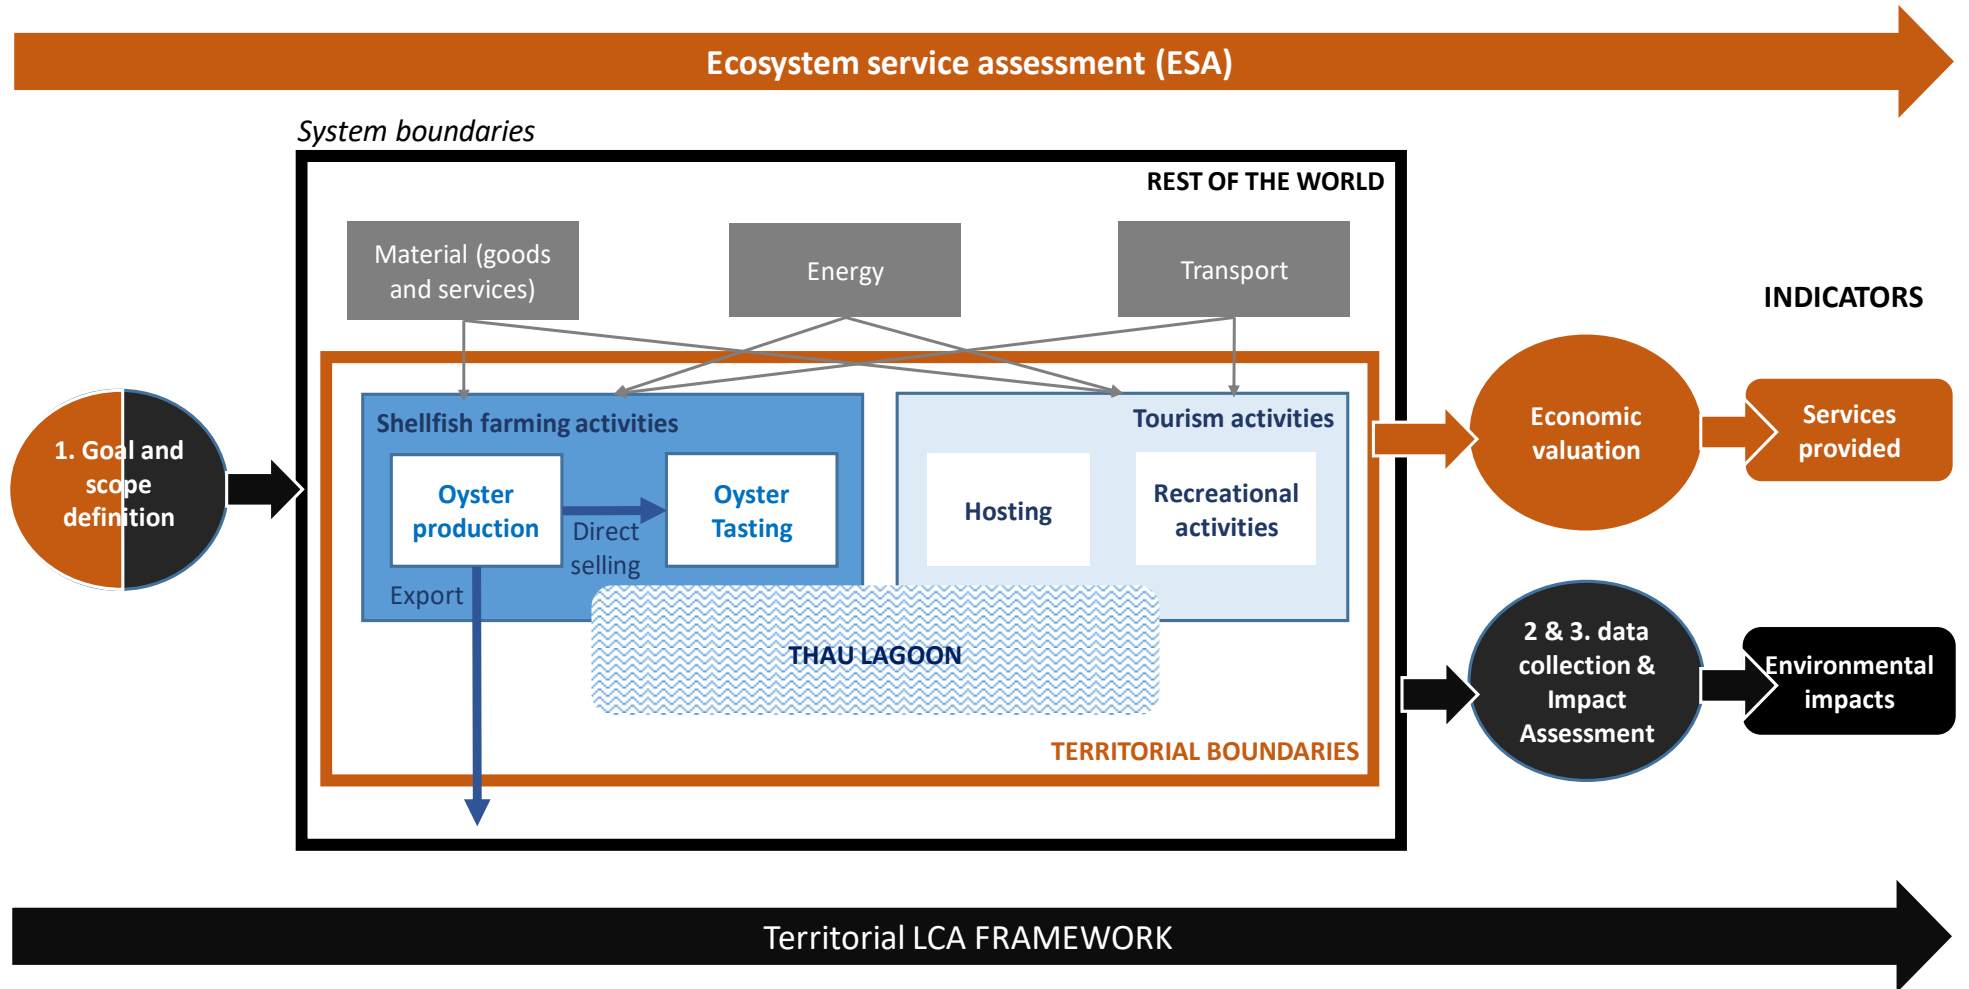 Ecosystem service assessment (ESA)
System boundaries
REST OF THE WORLD
Material (goods
and services)
Energy
Transport
INDICATORS
1. Goal and
scope
definition
Shellfish farming activities
Oyster
production
Direct
selling
Oyster
Tasting
Export
Tourism activities
Hosting
Recreational
activities
THAU LAGOON
TERRITORIAL BOUNDARIES
Economic
valuation
Services
provided
2 & 3. data
collection &
Impact
Assessment
Environmental
impacts
Territorial LCA FRAMEWORK